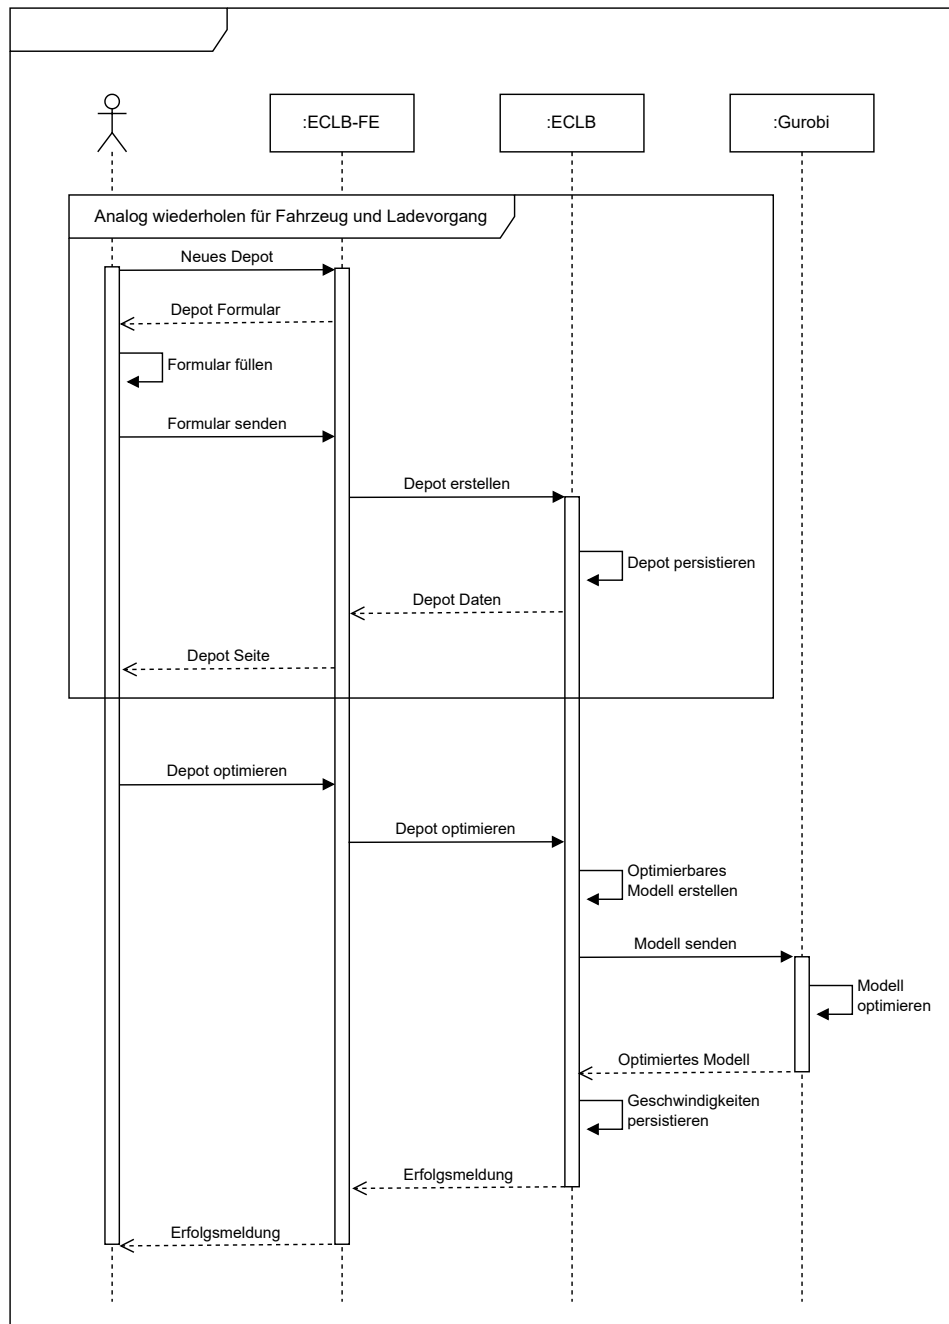 :ECLB-FE
:ECLB
:Gurobi
Analog wiederholen für Fahrzeug und Ladevorgang
Neues Depot
Depot Formular
Formular füllen
Formular senden
Depot erstellen
Depot persistieren
Depot Daten
Depot Seite
Depot optimieren
Depot optimieren
Optimierbares
Modell erstellen
Modell senden
Modell
optimieren
Optimiertes Modell
Geschwindigkeiten
persistieren
Erfolgsmeldung
Erfolgsmeldung